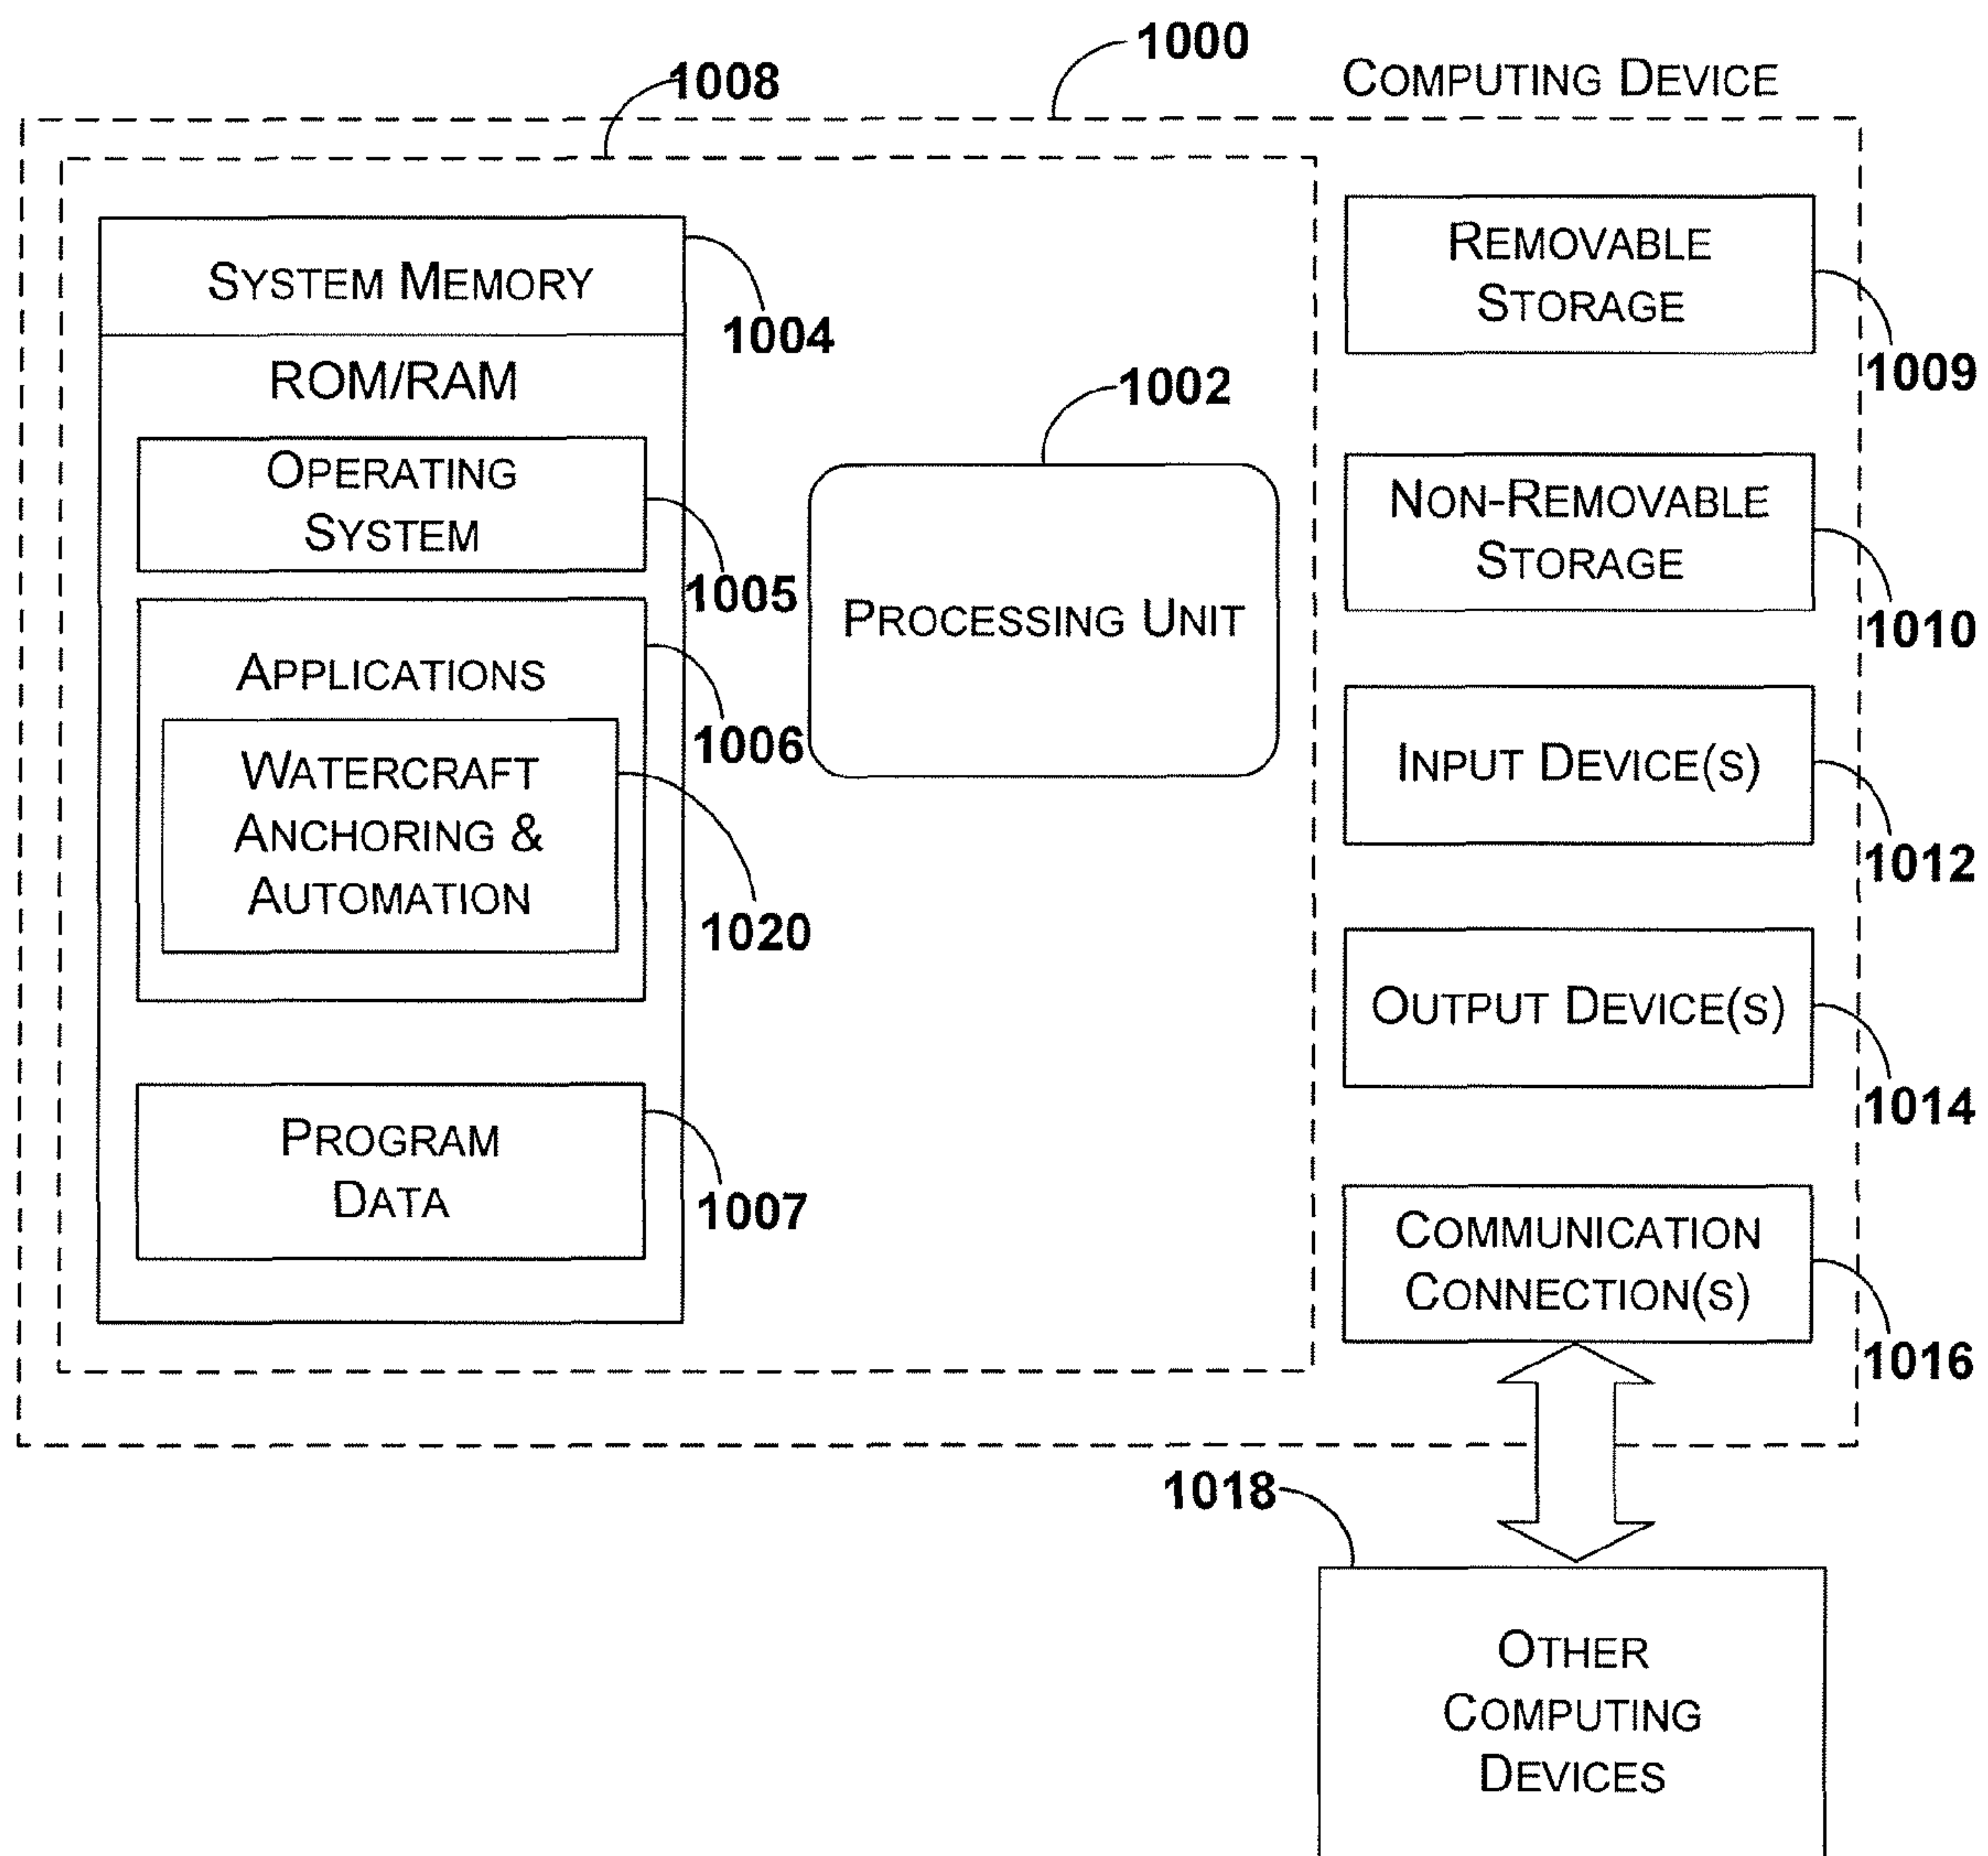 1000
COMPUTING DEVICE
1008
SYSTEM MEMORY
1004
ROM/RAM
OPERATING
SYSTEM
1005
APPLICATIONS
1006
WATERCRAFT
ANCHORING &
AUTOMATION
1020
PROGRAM
DATA
1007
1002
PROCESSING UNIT
REMOVABLE
STORAGE
1009
NON-REMOVABLE
STORAGE
1010
INPUT DEVICE(S)
1012
OUTPUT DEVICE(S)
1014
COMMUNICATION
CONNECTION(S)
1016
1018
OTHER
COMPUTING
DEVICES